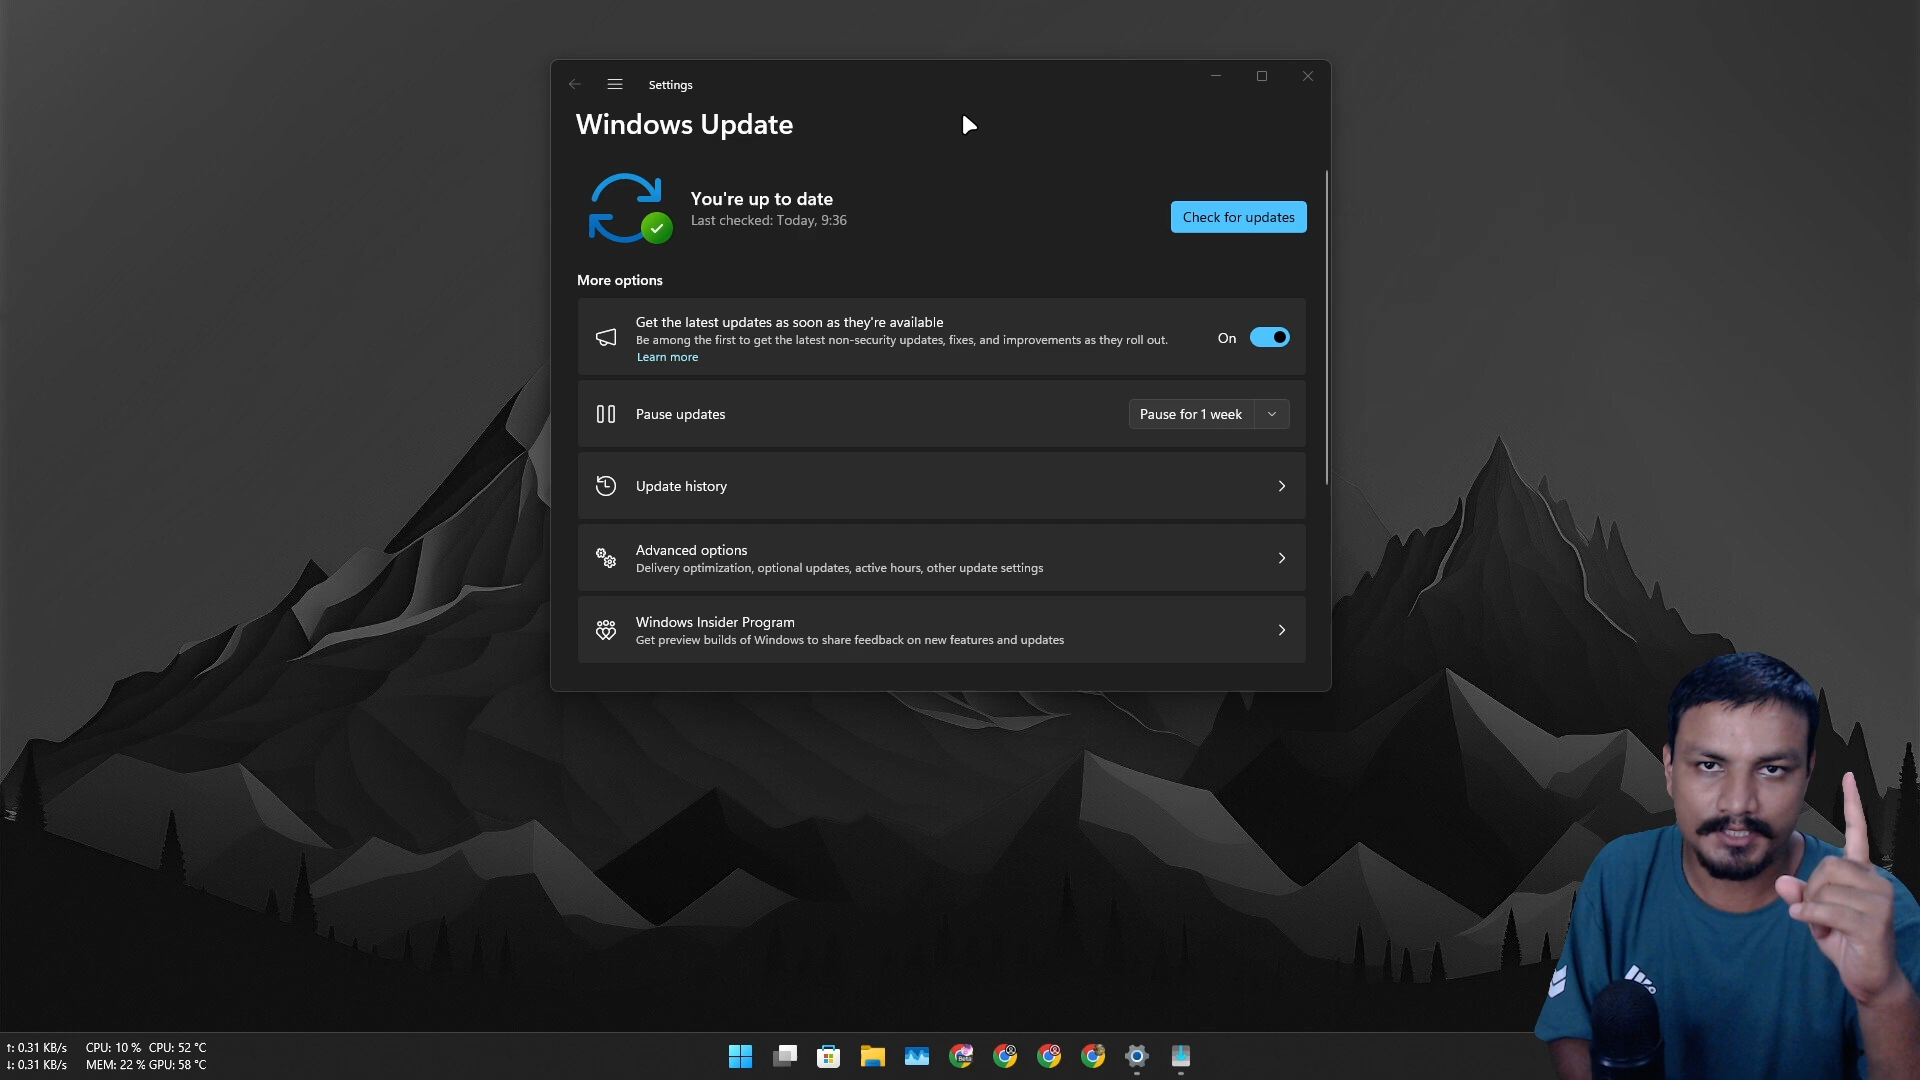 Settings
Windows Update
You're up to date
Last checked: Today, 9:36
Check for updates
More options
Get the latest updates as soon as they're available
Be among the first to get the latest non-security updates, fixes, and improvements as they roll out.
Learn more
On
Pause updates
Pause for 1 week
Update history
Advanced options
Delivery optimization, optional updates, active hours, other update settings
Windows Insider Program
Get preview builds of Windows to share feedback on new features and updates
↑: 0.31 KB/s CPU: 10 % CPU: 52 °C
↓: 0.31 KB/s MEM: 22 % GPU: 58 °C
Beta